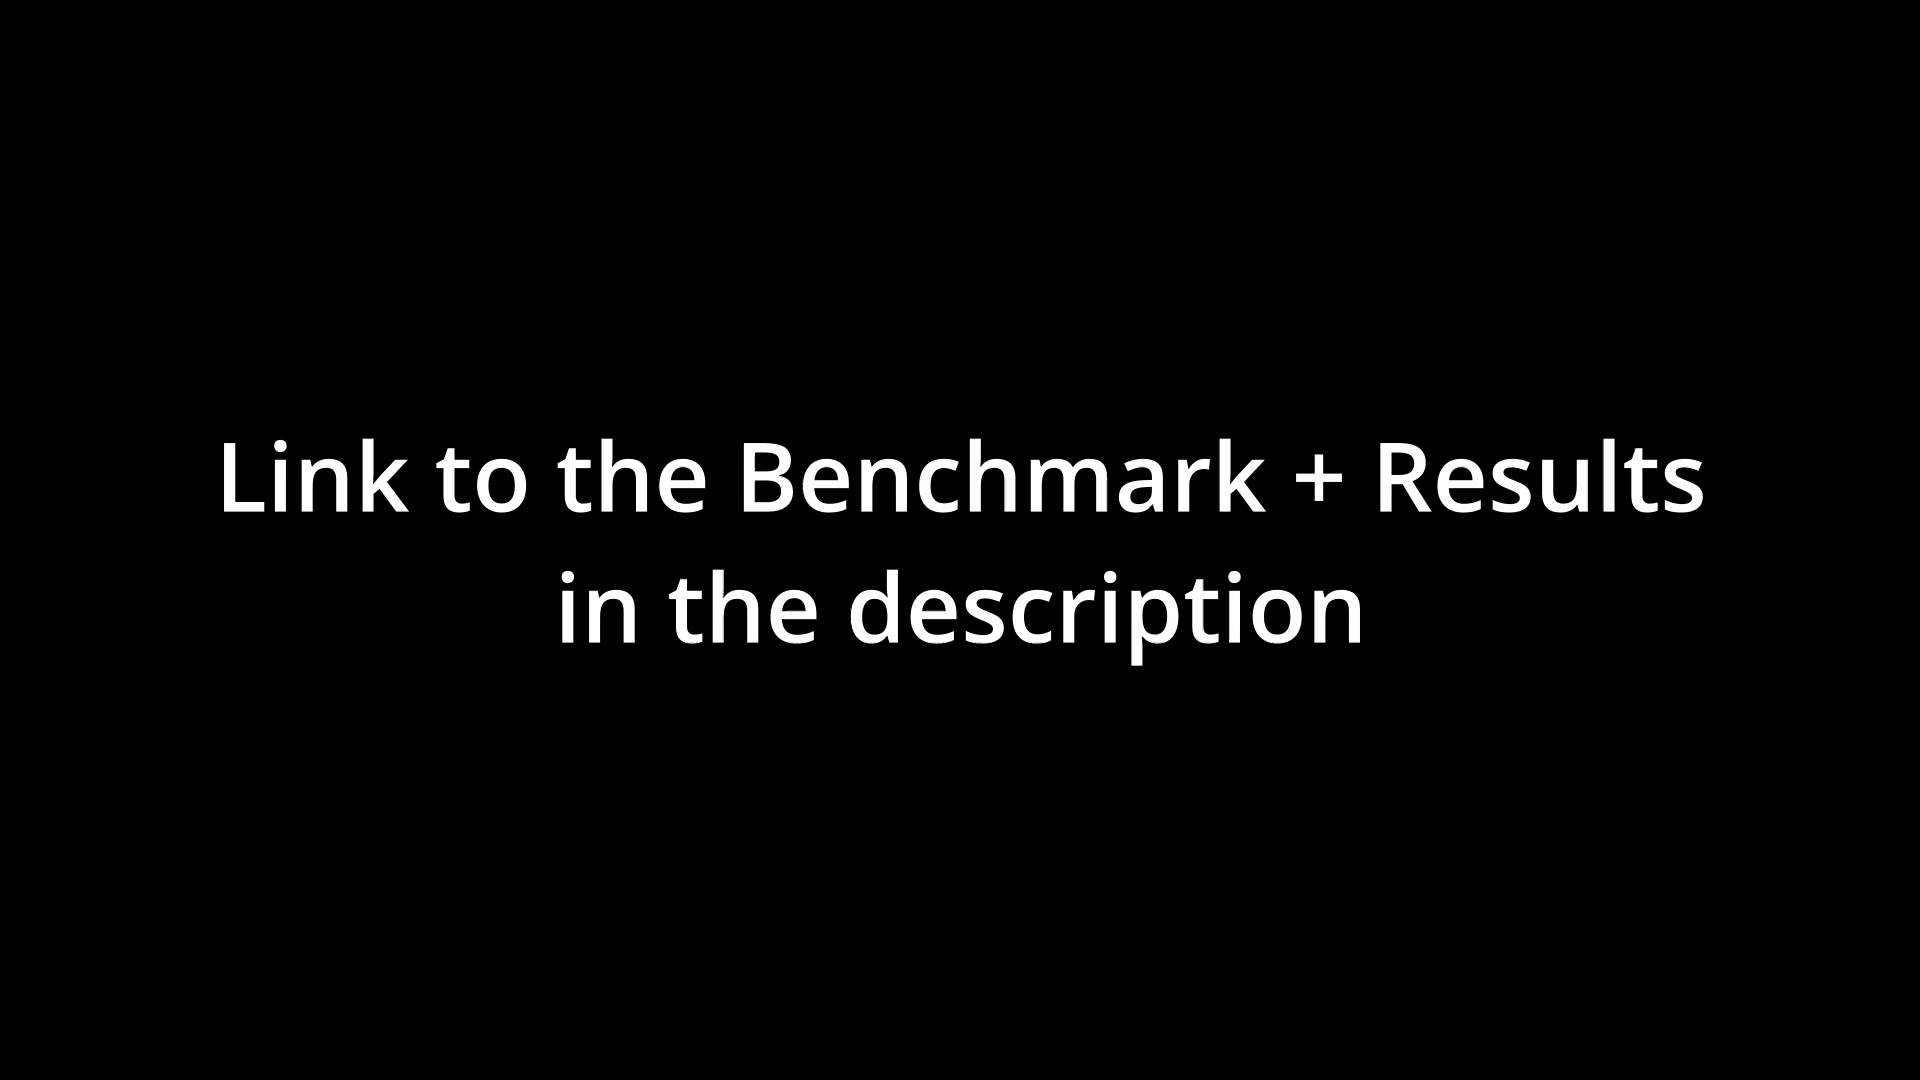 Link to the Benchmark + Results
in the description